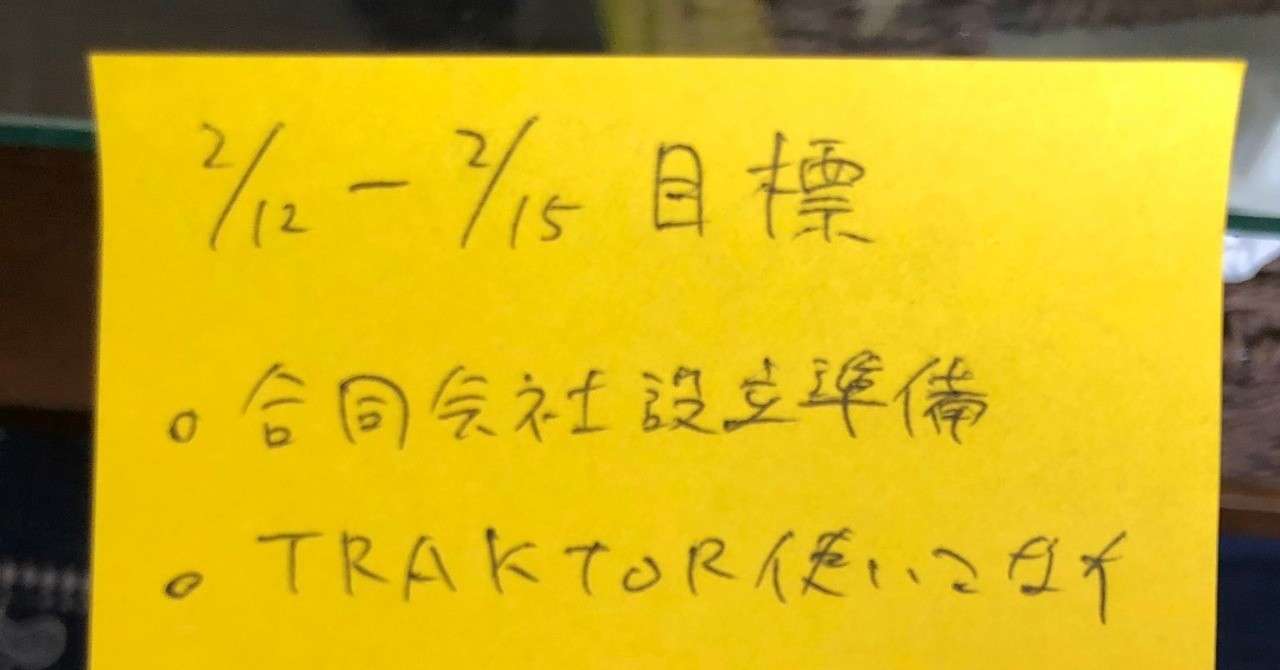 2/12 - 2/15 目標
○ 合同会社設立準備
○ TRAKTOR使いこなす